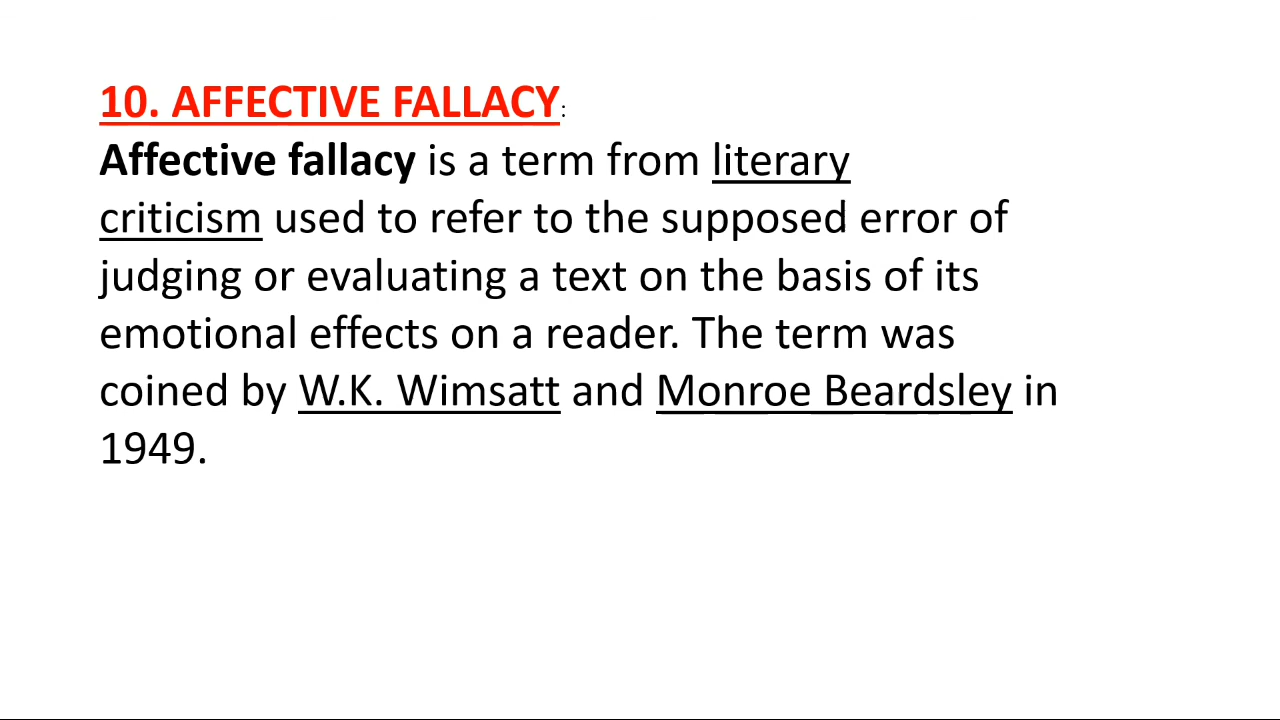 10. AFFECTIVE FALLACY:
Affective fallacy is a term from literary
criticism used to refer to the supposed error of
judging or evaluating a text on the basis of its
emotional effects on a reader. The term was
coined by W.K. Wimsatt and Monroe Beardsley in
1949.